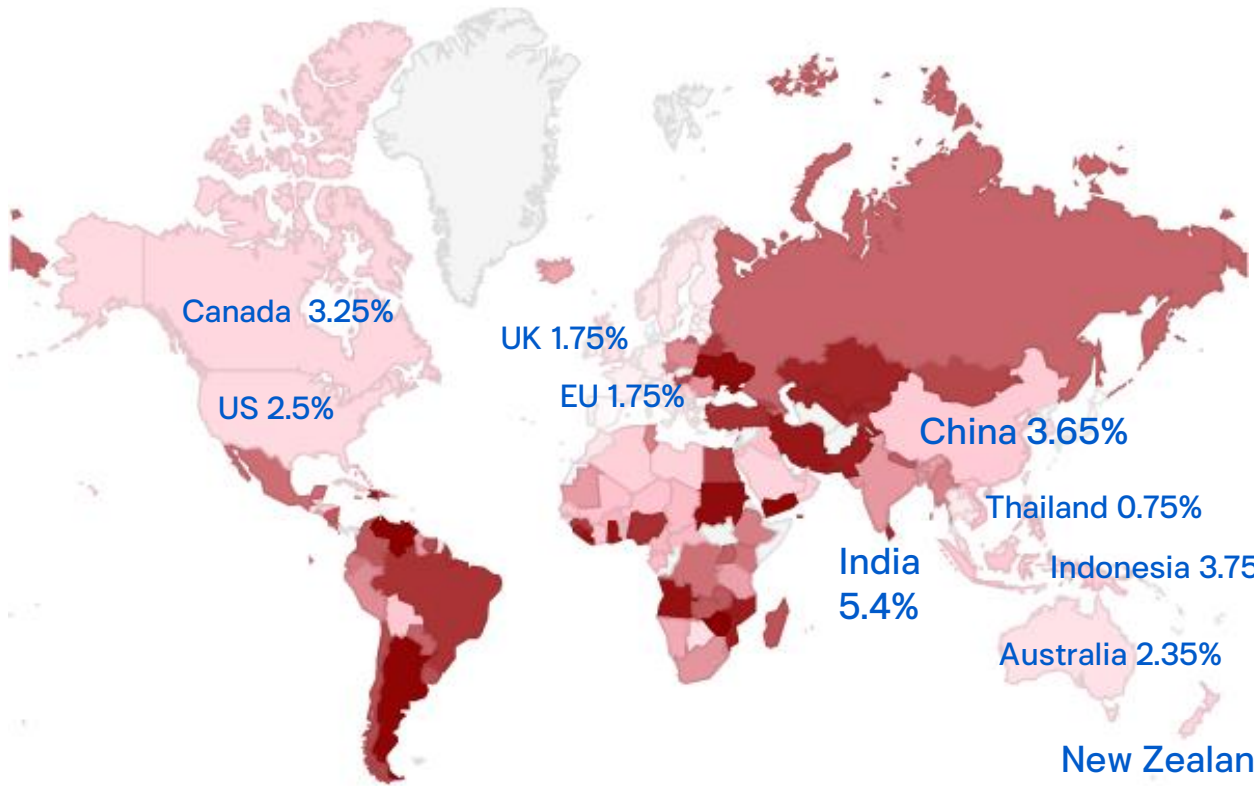 Canada 3.25%
UK 1.75%
EU 1.75%
US 2.5%
China 3.65%
Thailand 0.75%
India
5.4%
Indonesia 3.75
Australia 2.35%
New Zealan